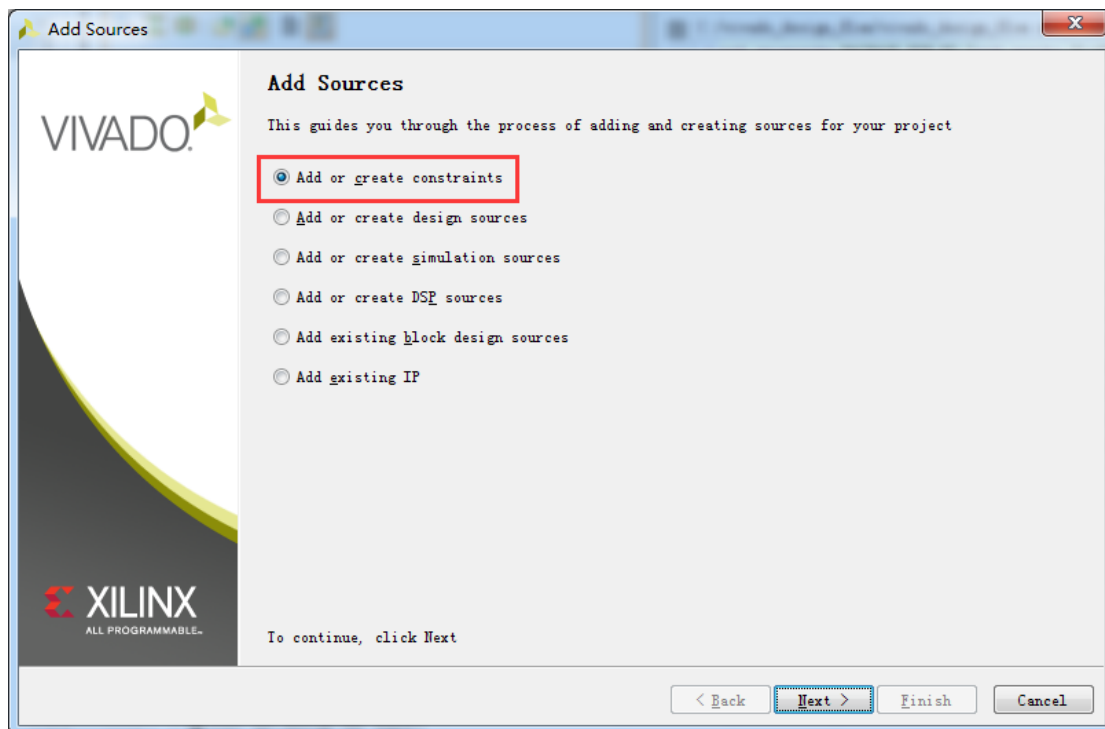 Add Sources
VIVADO.
Add Sources
This guides you through the process of adding and creating sources for your project
Add or create constraints
Add or create design sources
Add or create simulation sources
Add or create DSP sources
Add existing block design sources
Add existing IP
To continue, click Next
XILINX
ALL PROGRAMMABLE™
< Back
Next >
Finish
Cancel